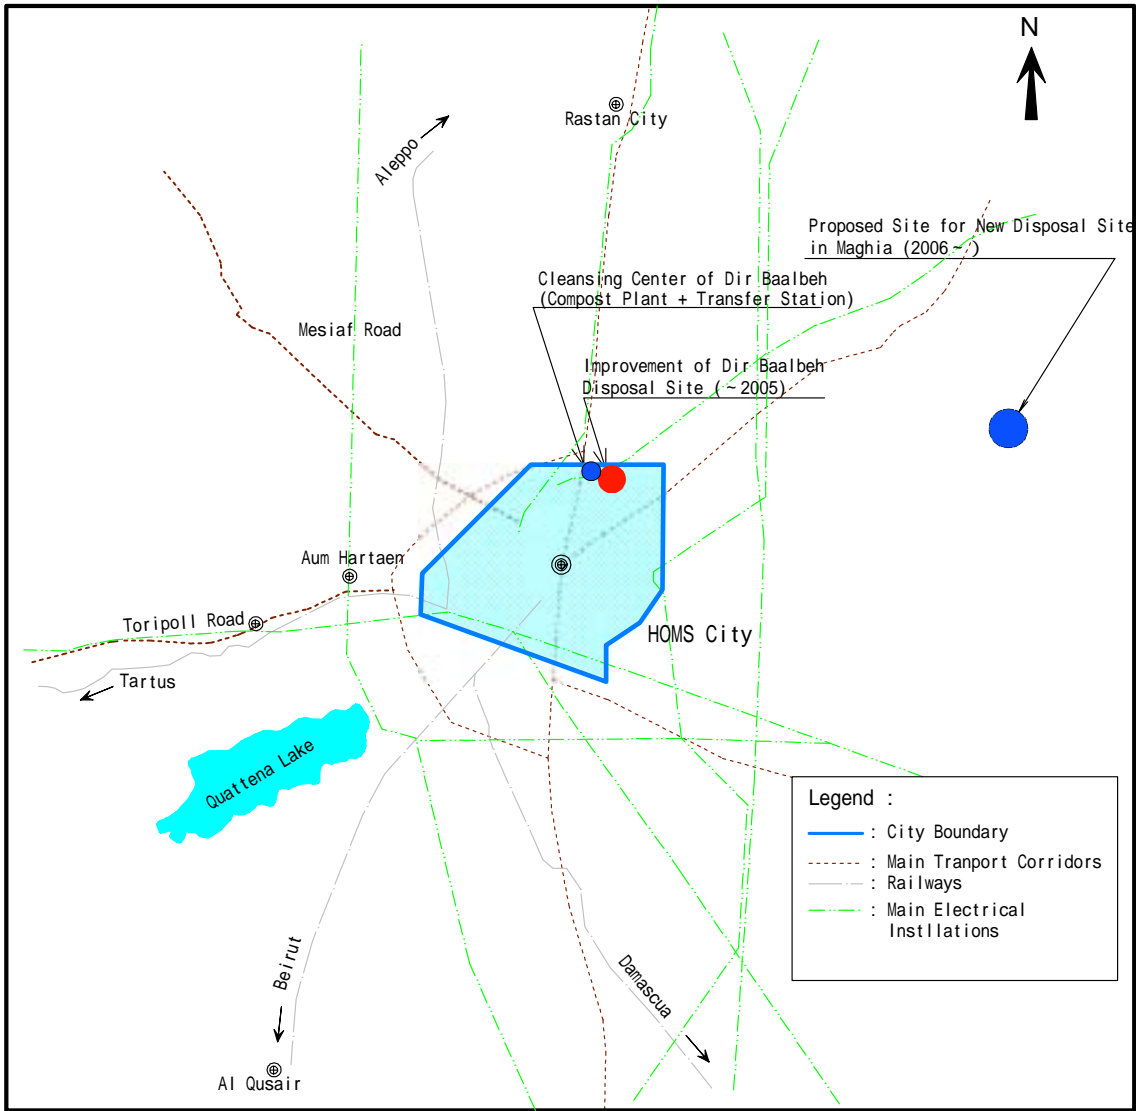 N
Rastan City
Aleppo
Proposed Site for New Disposal Site
in Maghia (2006～ )
Cleansing Center of Dir Baalbeh
(Compost Plant + Transfer Station)
Mesiaf Road
Improvement of Dir Baalbeh
Disposal Site (～2005)
Aum Hartaen
Toripoll Road
HOMS City
Tartus
Quattena Lake
Legend :
: City Boundary
: Main Tranport Corridors
: Railways
: Main Electrical
Instllations
Beirut
Damascua
Al Qusair